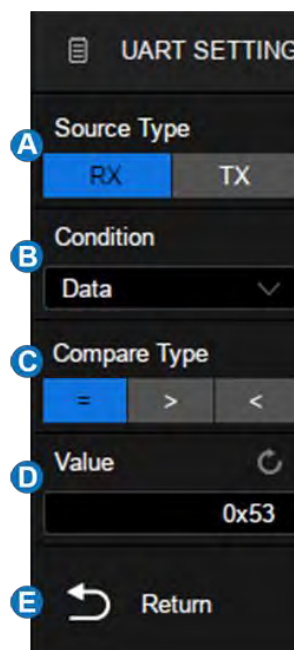 UART SETTING
A
Source Type
RX TX
B
Condition
Data
C
Compare Type
= > <
D
Value
0x53
E
Return